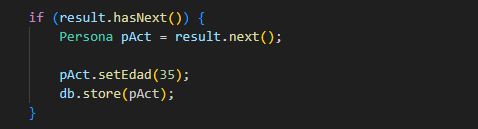 if (result.hasNext()) {
Persona pAct = result.next();
pAct.setEdad(35);
db.store(pAct);
}